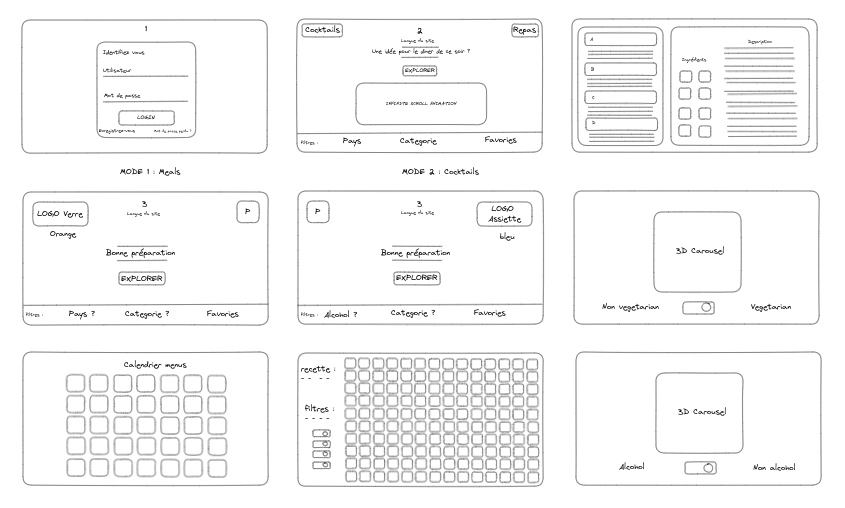 1
Identifiez vous
Utilisateur
Mot de passe
LOGIN
Enregistrez-vous
Mot de passe oublié ?
Cocktails
2
Repas
Langue du site
Une idée pour le dîner de ce soir ?
EXPLORER
INFINITE SCROLL ANIMATION
Filtres :
Pays
Categorie
Favories
A
B
C
D
Ingrédients
Description
MODE 1 : Meals
MODE 2 : Cocktails
LOGO Verre
3
Langue du site
P
Orange
Bonne préparation
EXPLORER
Filtres :
Pays ?
Categorie ?
Favories
P
3
Langue du site
LOGO
Assiette
bleu
Bonne préparation
EXPLORER
Filtres :
Alcohol ?
Categorie ?
Favories
3D Carousel
Non vegetarian
Vegetarian
Calendrier menus
recette :
filtres :
3D Carousel
Alcohol
Non alcohol